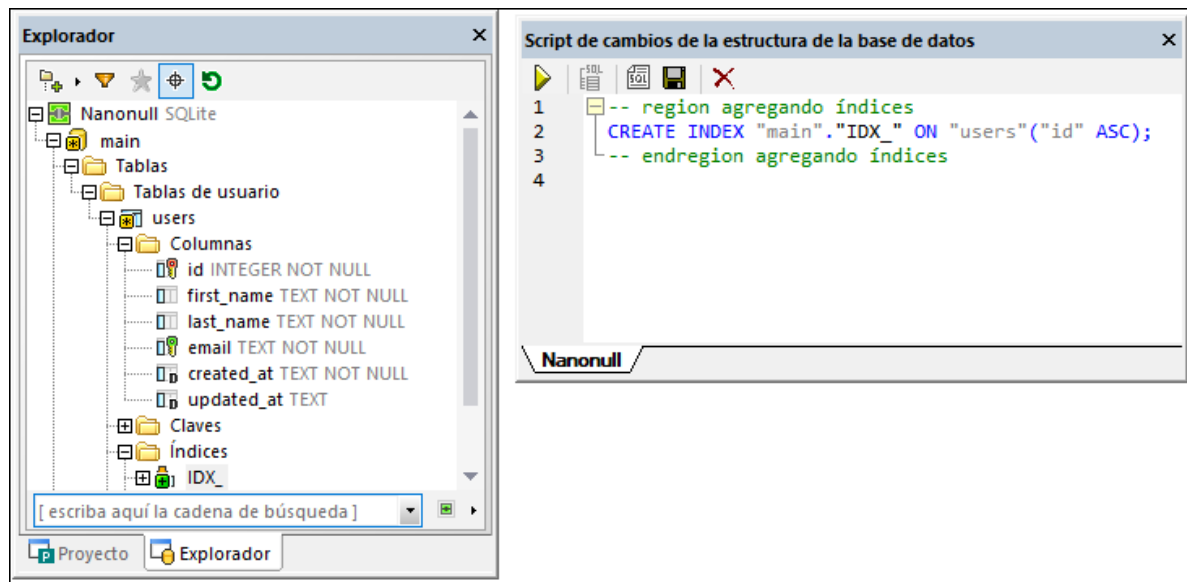 Explorador
Nanonull SQLite
main
Tablas
Tablas de usuario
users
Columnas
id INTEGER NOT NULL
first_name TEXT NOT NULL
last_name TEXT NOT NULL
email TEXT NOT NULL
created_at TEXT NOT NULL
updated_at TEXT
Claves
Índices
IDX_
[ escriba aquí la cadena de búsqueda ]
Proyecto Explorador
Script de cambios de la estructura de la base de datos
1 -- region agregando índices
2 CREATE INDEX "main"."IDX_" ON "users"("id" ASC);
3 -- endregion agregando índices
4
Nanonull